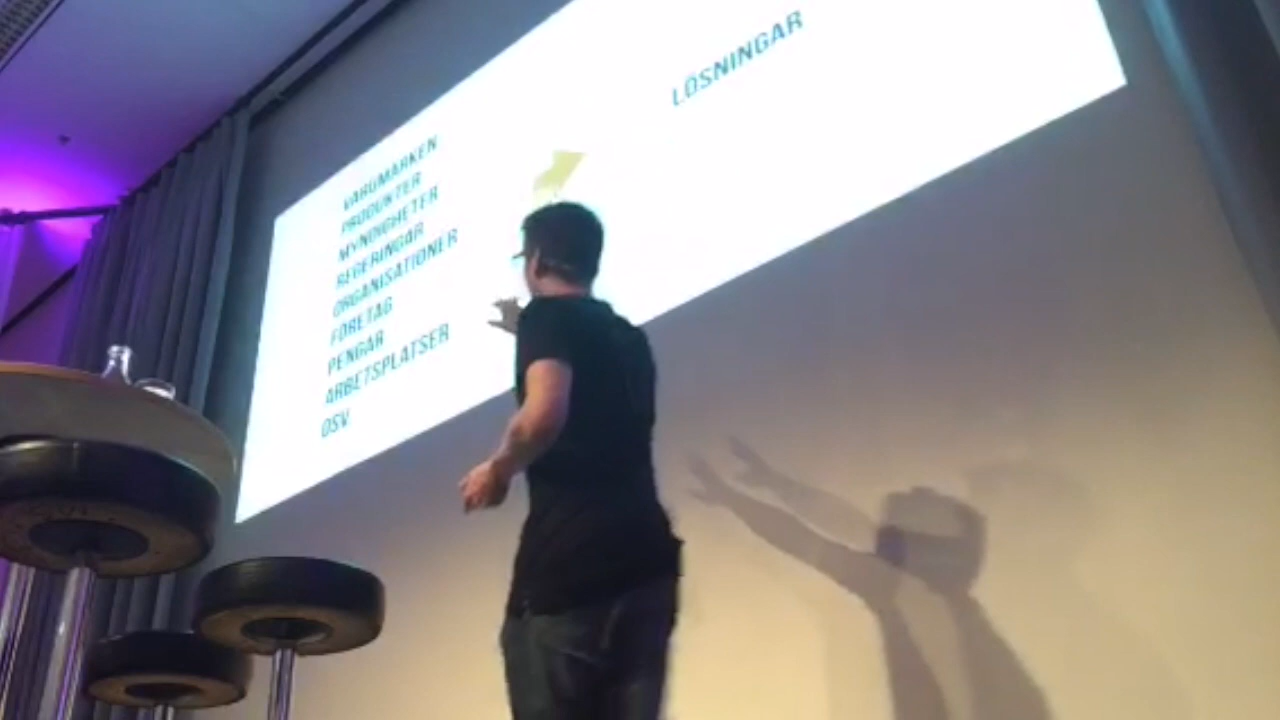 VARUMÄRKEN
PRODUKTER
MYNDIGHETER
REGERINGAR
ORGANISATIONER
FÖRETAG
PENGAR
ARBETSPLATSER
OSV
LÖSNINGAR